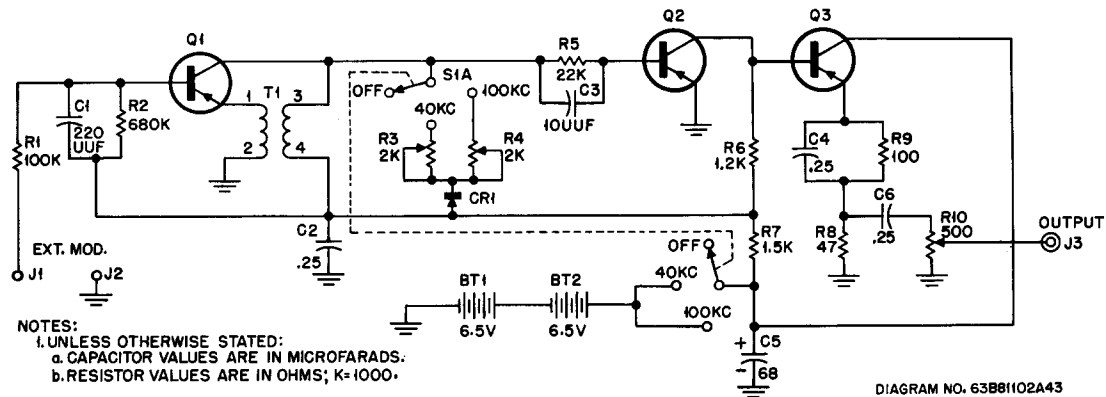 Q1
Q2
Q3
C1
220
UUF
R2
680K
R1
100K
1
T1
3
2
4
OFF
S1A
40KC
100KC
R3
2K
R4
2K
CR1
R5
22K
C3
10UUF
R6
1.2K
C4
.25
R9
100
C6
.25
R8
47
R10
500
OUTPUT
J3
R7
1.5K
OFF
40KC
100KC
C2
.25
BT1
6.5V
BT2
6.5V
+
C5
-
68
EXT. MOD.
J1
J2
NOTES:
1. UNLESS OTHERWISE STATED:
a. CAPACITOR VALUES ARE IN MICROFARADS.
b. RESISTOR VALUES ARE IN OHMS; K=1000.
DIAGRAM NO. 63B81102A43